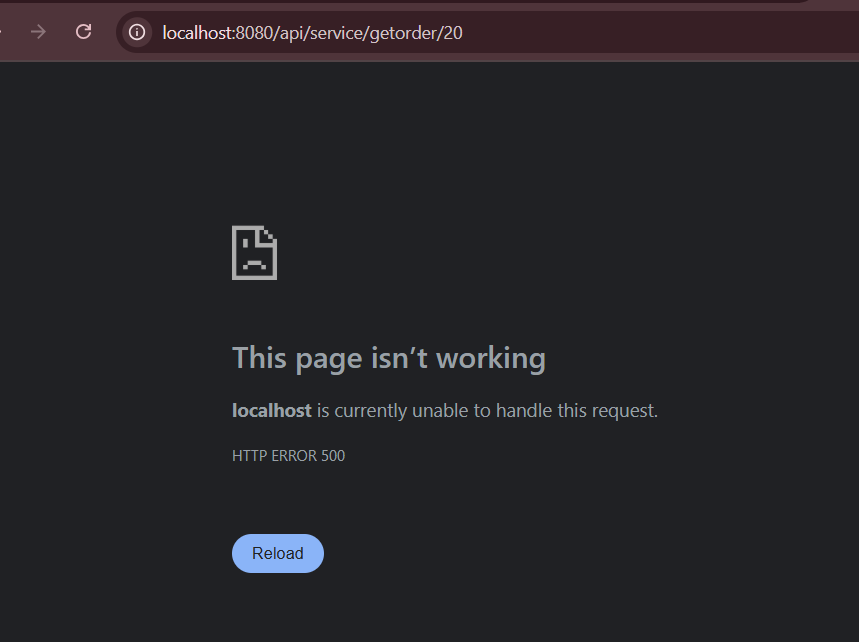 localhost:8080/api/service/getorder/20
This page isn’t working
localhost is currently unable to handle this request.
HTTP ERROR 500
Reload